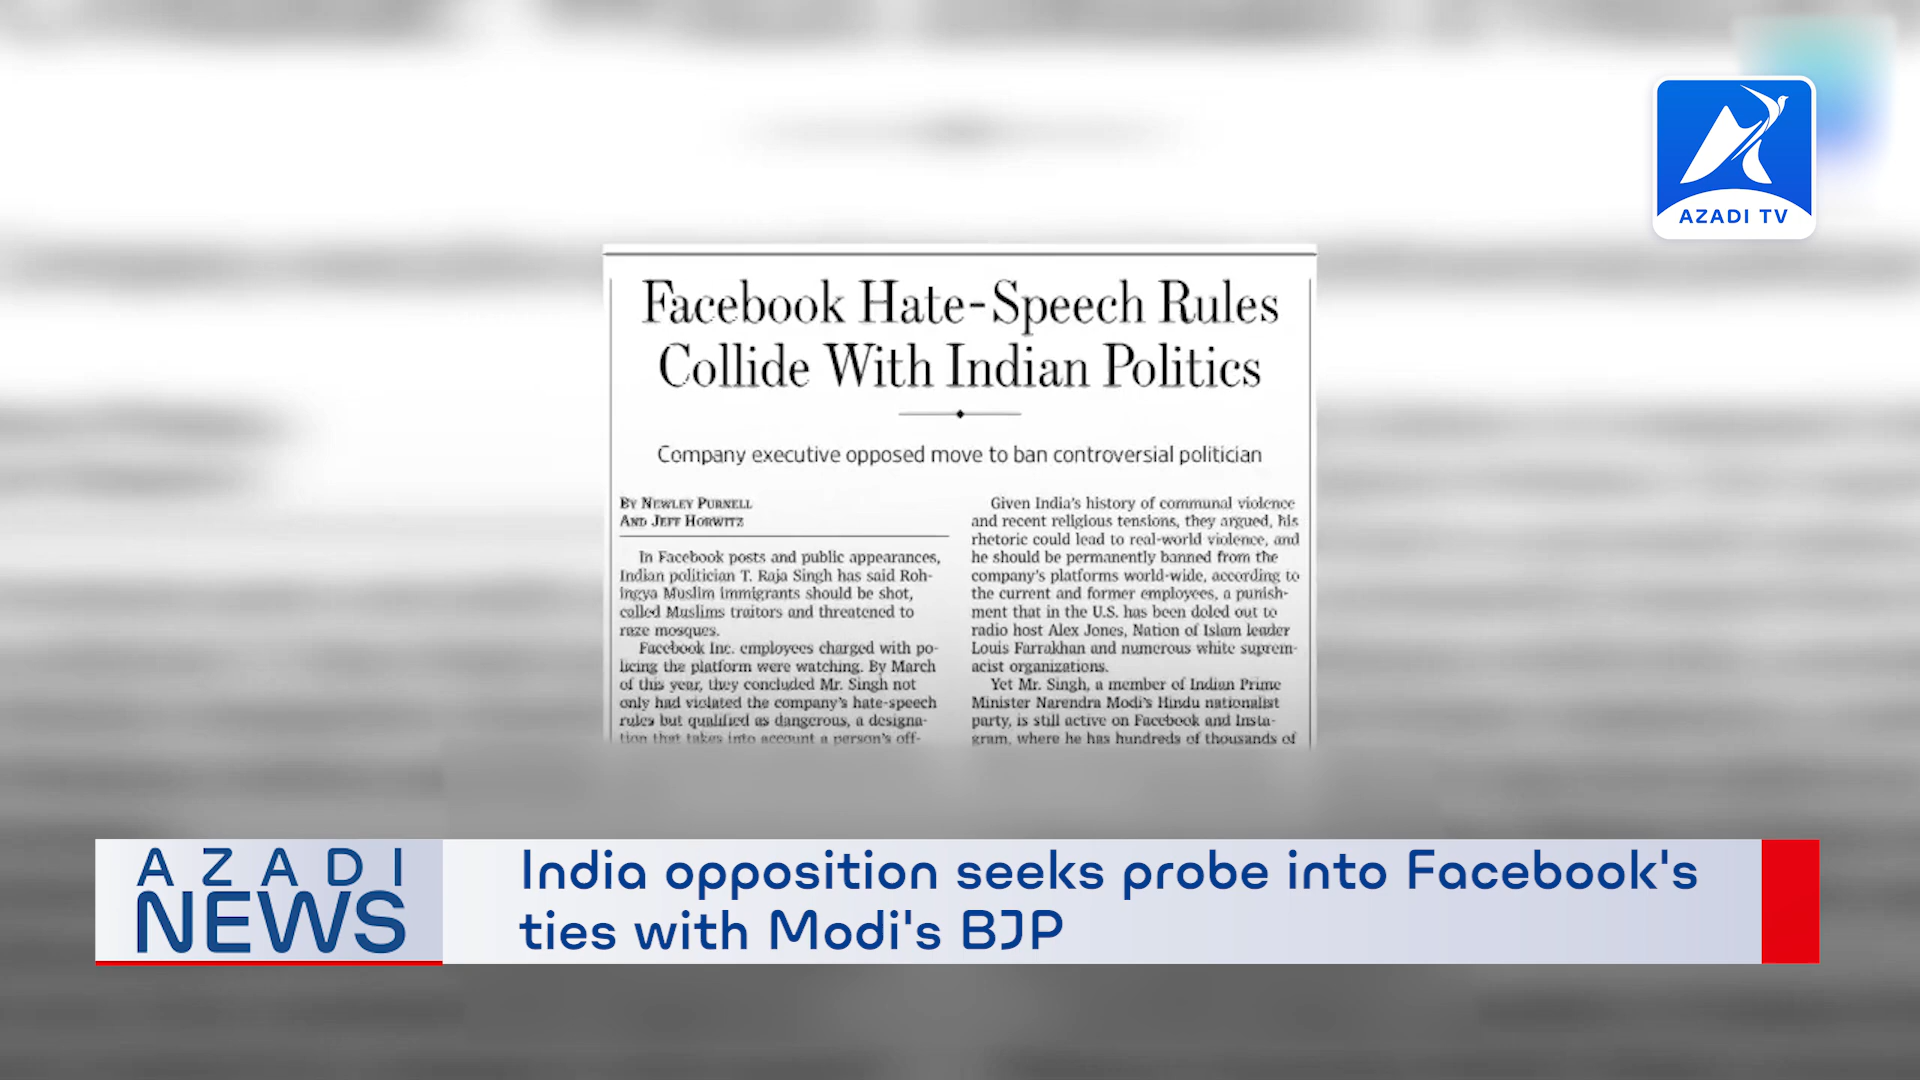 AZADI TV
Facebook Hate-Speech Rules
Collide With Indian Politics
Company executive opposed move to ban controversial politician
BY NEWLEY PURNELL
AND JEFF HORWITZ
In Facebook posts and public appearances,
Indian politician T. Raja Singh has said Roh-
ingya Muslim immigrants should be shot,
called Muslims traitors and threatened to
raze mosques.
Facebook Inc. employees charged with po-
licing the platform were watching. By March
of this year, they concluded Mr. Singh not
only had violated the company's hate-speech
rules but qualified as dangerous, a designa-
tion that takes into account a person's off-
Given India's history of communal violence
and recent religious tensions, they argued, his
rhetoric could lead to real-world violence, and
he should be permanently banned from the
company's platforms world-wide, according to
the current and former employees, a punish-
ment that in the U.S. has been doled out to
radio host Alex Jones, Nation of Islam leader
Louis Farrakhan and numerous white suprem-
acist organizations.
Yet Mr. Singh, a member of Indian Prime
Minister Narendra Modi's Hindu nationalist
party, is still active on Facebook and Insta-
gram, where he has hundreds of thousands of
AZADI
NEWS
India opposition seeks probe into Facebook's
ties with Modi's BJP